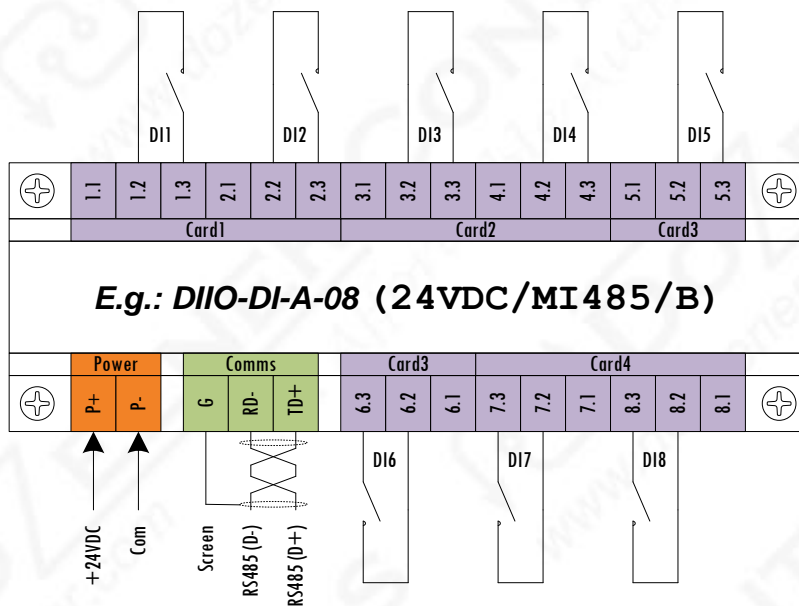 DI1 DI2 DI3 DI4 DI5
1.1 1.2 1.3 2.1 2.2 2.3 3.1 3.2 3.3 4.1 4.2 4.3 5.1 5.2 5.3
Card1 Card2 Card3
E.g.: DIIO-DI-A-08 (24VDC/MI485/B)
Power Comms Card3 Card4
P+ P- G RD- TD+ 6.3 6.2 6.1 7.3 7.2 7.1 8.3 8.2 8.1
DI6 DI7 DI8
+24VDC
Com
Screen
RS485 (D-)
RS485 (D+)